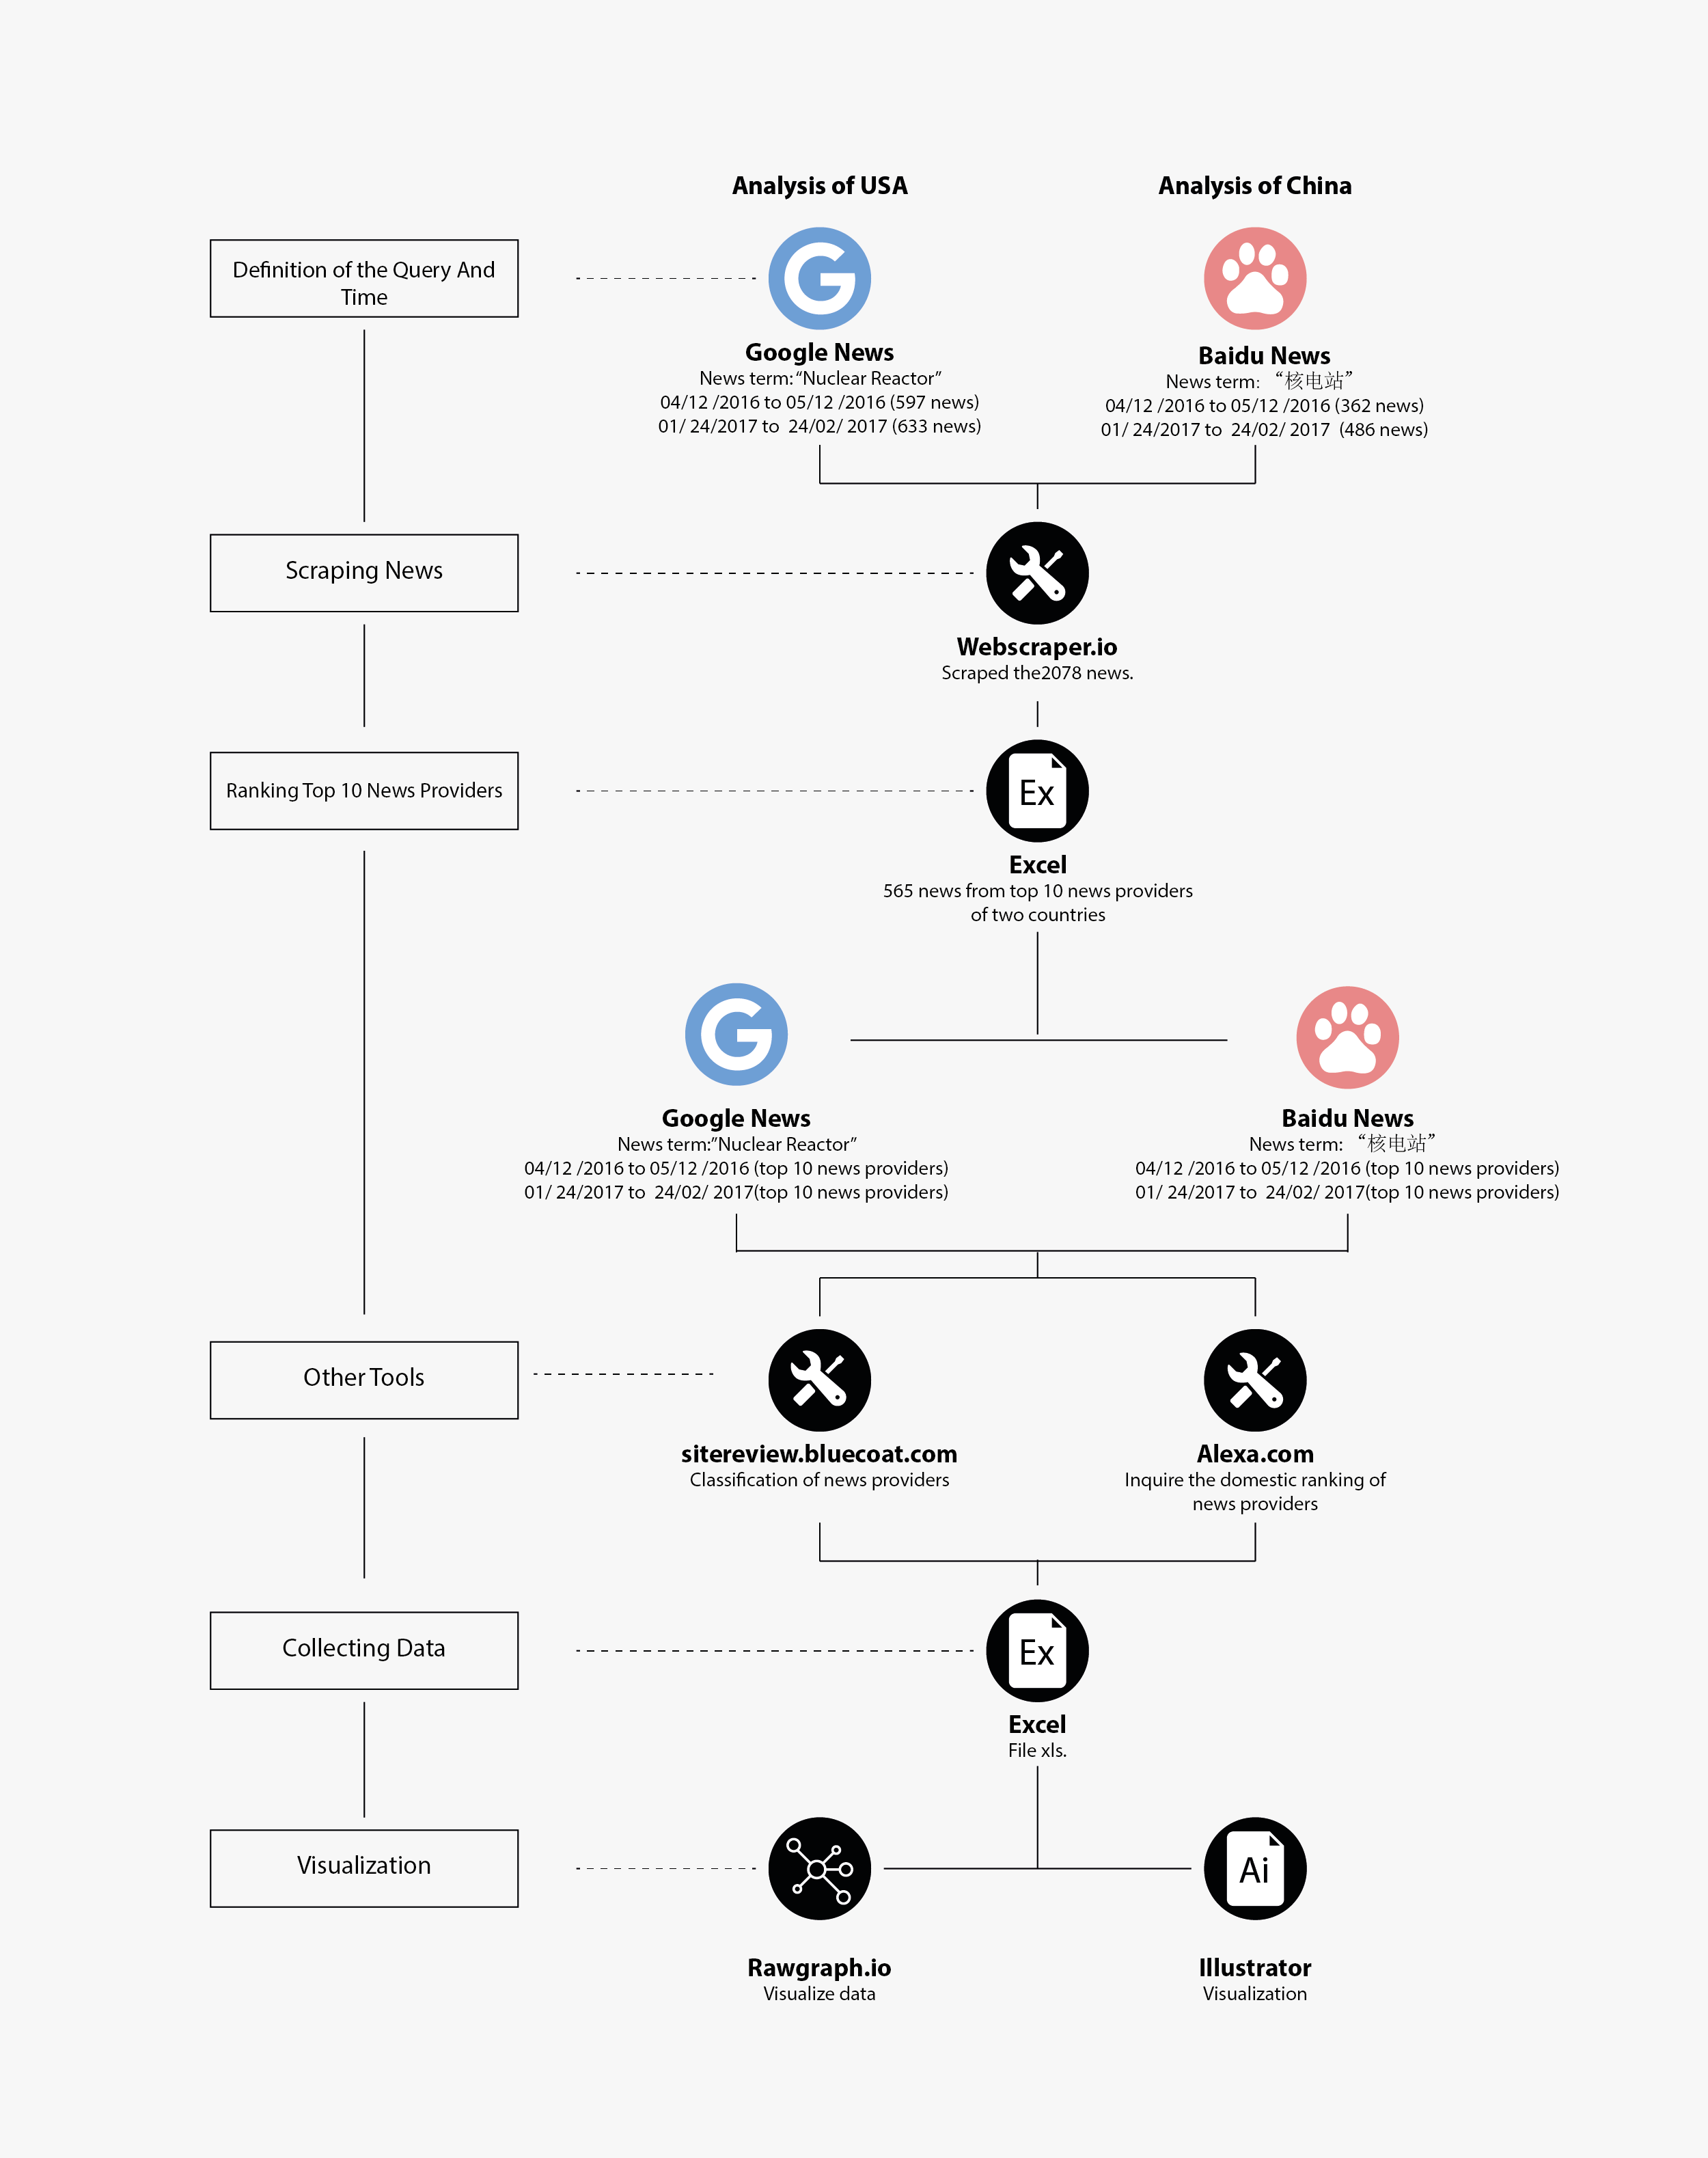 Analysis of USA
Analysis of China
Definition of the Query And
Time
Google News
News term:“Nuclear Reactor”
04/12 /2016 to 05/12 /2016 (597 news)
01/ 24/2017 to 24/02/ 2017 (633 news)
Baidu News
News term: “核电站”
04/12 /2016 to 05/12 /2016 (362 news)
01/ 24/2017 to 24/02/ 2017 (486 news)
Scraping News
Webscraper.io
Scraped the2078 news.
Ranking Top 10 News Providers
Ex
Excel
565 news from top 10 news providers
of two countries
Google News
News term:”Nuclear Reactor”
04/12 /2016 to 05/12 /2016 (top 10 news providers)
01/ 24/2017 to 24/02/ 2017(top 10 news providers)
Baidu News
News term: “核电站”
04/12 /2016 to 05/12 /2016 (top 10 news providers)
01/ 24/2017 to 24/02/ 2017(top 10 news providers)
Other Tools
sitereview.bluecoat.com
Classification of news providers
Alexa.com
Inquire the domestic ranking of
news providers
Collecting Data
Ex
Excel
File xls.
Visualization
Ai
Rawgraph.io
Visualize data
Illustrator
Visualization